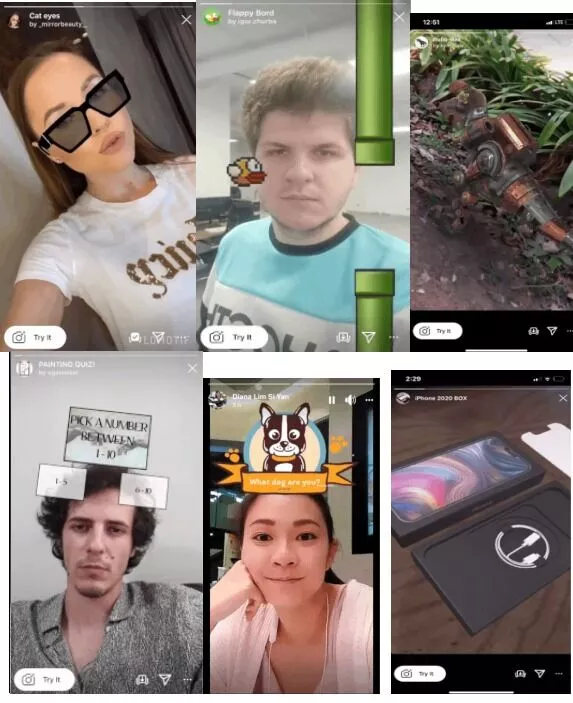 Cat eyes
by _mirrorbeauty_
Try It
Flappy Bord
by igor.zhorba
Try It
12:51
LTE
Try It
PAINTING QUIZ!
PICK A NUMBER
BETWEEN
1 - 10
1 - 5
6 - 10
Try It
Diana Lim Si Yan
What dog are you?
2:29
iPhone 2020 BOX
Try It